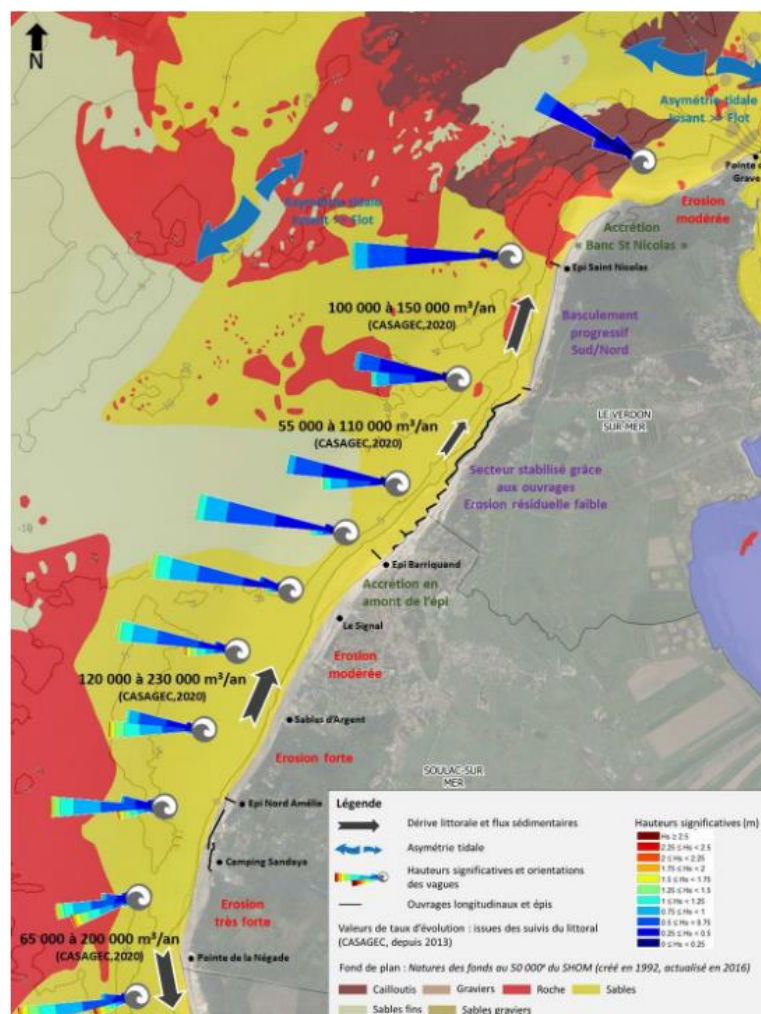 N
Asymétrie tidale
Jusant >> Flot
Pointe de
Grave
Erosion
modérée
Asymétrie tidale
Jusant >> Flot
Accrétion
« Banc St Nicolas »
Epi Saint Nicolas
100 000 à 150 000 m³/an
(CASAGEC,2020)
Basculement
progressif
Sud/Nord
LE VERDON
SUR-MER
55 000 à 110 000 m³/an
(CASAGEC,2020)
Secteur stabilisé grâce
aux ouvrages
Erosion résiduelle faible
-10
Epi Barriquand
Accrétion en
amont de l'épi
Le Signal
Erosion
modérée
120 000 à 230 000 m³/an
(CASAGEC,2020)
Sables d'Argent
Erosion forte
SOULAC-SUR
MER
Epi Nord Amélie
Camping Sandaya
Erosion
très forte
65 000 à 200 000 m³/an
(CASAGEC,2020)
Pointe de la Négade
Légende
Dérive littorale et flux sédimentaires
Asymétrie tidale
Hauteurs significatives et orientations
des vagues
Ouvrages longitudinaux et épis
Valeurs de taux d'évolution : issues des suivis du littoral
(CASAGEC, depuis 2013)
Hauteurs significatives (m)
Hs ≥ 2.5
2.25 ≤ Hs < 2.5
2 ≤ Hs < 2.25
1.75 ≤ Hs < 2
1.5 ≤ Hs < 1.75
1.25 ≤ Hs < 1.5
1 ≤ Hs < 1.25
0.75 ≤ Hs < 1
0.5 ≤ Hs < 0.75
0.25 ≤ Hs < 0.5
0 ≤ Hs < 0.25
Fond de plan : Natures des fonds au 50 000e du SHOM (créé en 1992, actualisé en 2016)
Cailloutis
Graviers
Roche
Sables
Sables fins
Sables graviers